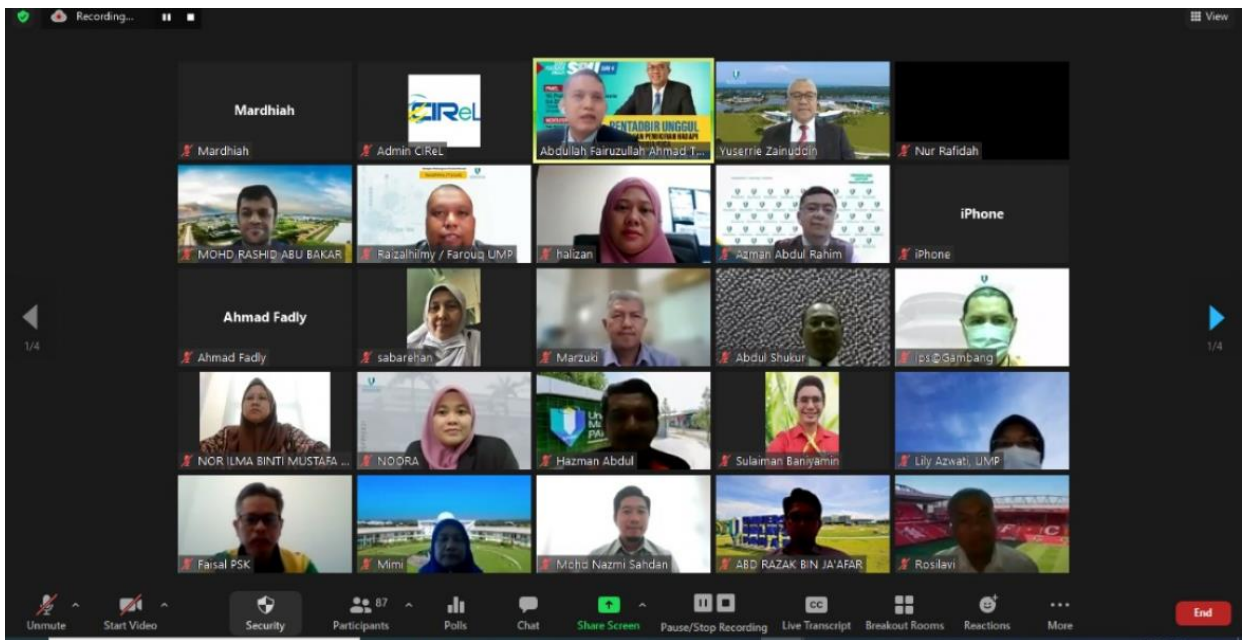 Recording...
View
Mardhiah
Mardhiah
CIReL
Admin CIReL
PENTADBIR UNGGUL
Abdullah Fairuzullah Ahmad T...
Yuserrie Zainuddin
Nur Rafidah
MOHD RASHID ABU BAKAR
Raizalhilmy / Farouq UMP
halizan
Azman Abdul Rahim
iPhone
iPhone
Ahmad Fadly
Ahmad Fadly
sabarehan
Marzuki
Abdul Shukur
ips@Gambang
NOR ILMA BINTI MUSTAFA ...
NOORA
Hazman Abdul
Sulaiman Baniyamin
Lily Azwati, UMP
Faisal PSK
Mimi
Mohd Nazmi Sahdan
ABD RAZAK BIN JA'AFAR
Rosilavi
1/4
1/4
Unmute
Start Video
Security
87
Participants
Polls
Chat
Share Screen
Pause/Stop Recording
CC
Live Transcript
Breakout Rooms
Reactions
More
End